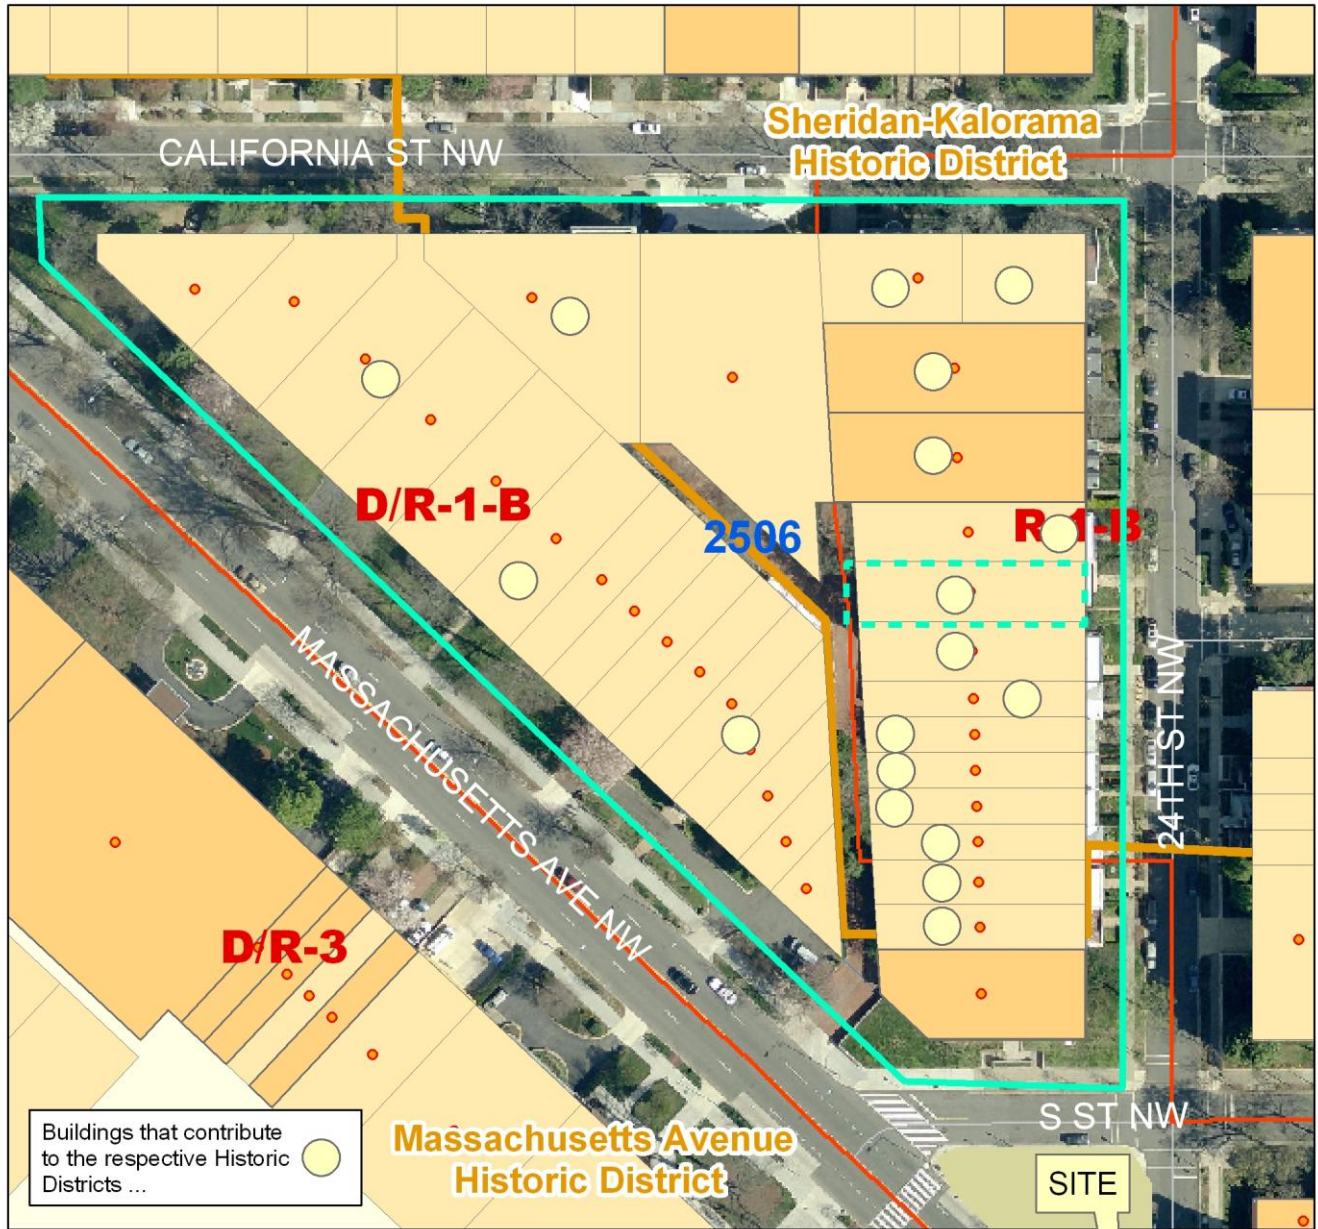 CALIFORNIA ST NW
Sheridan-Kalorama
Historic District
D/R-1-B
2506
R-1-B
MASSACHUSETTS AVE NW
24TH ST NW
D/R-3
S ST NW
Massachusetts Avenue
Historic District
Buildings that contribute
to the respective Historic
Districts ...
SITE